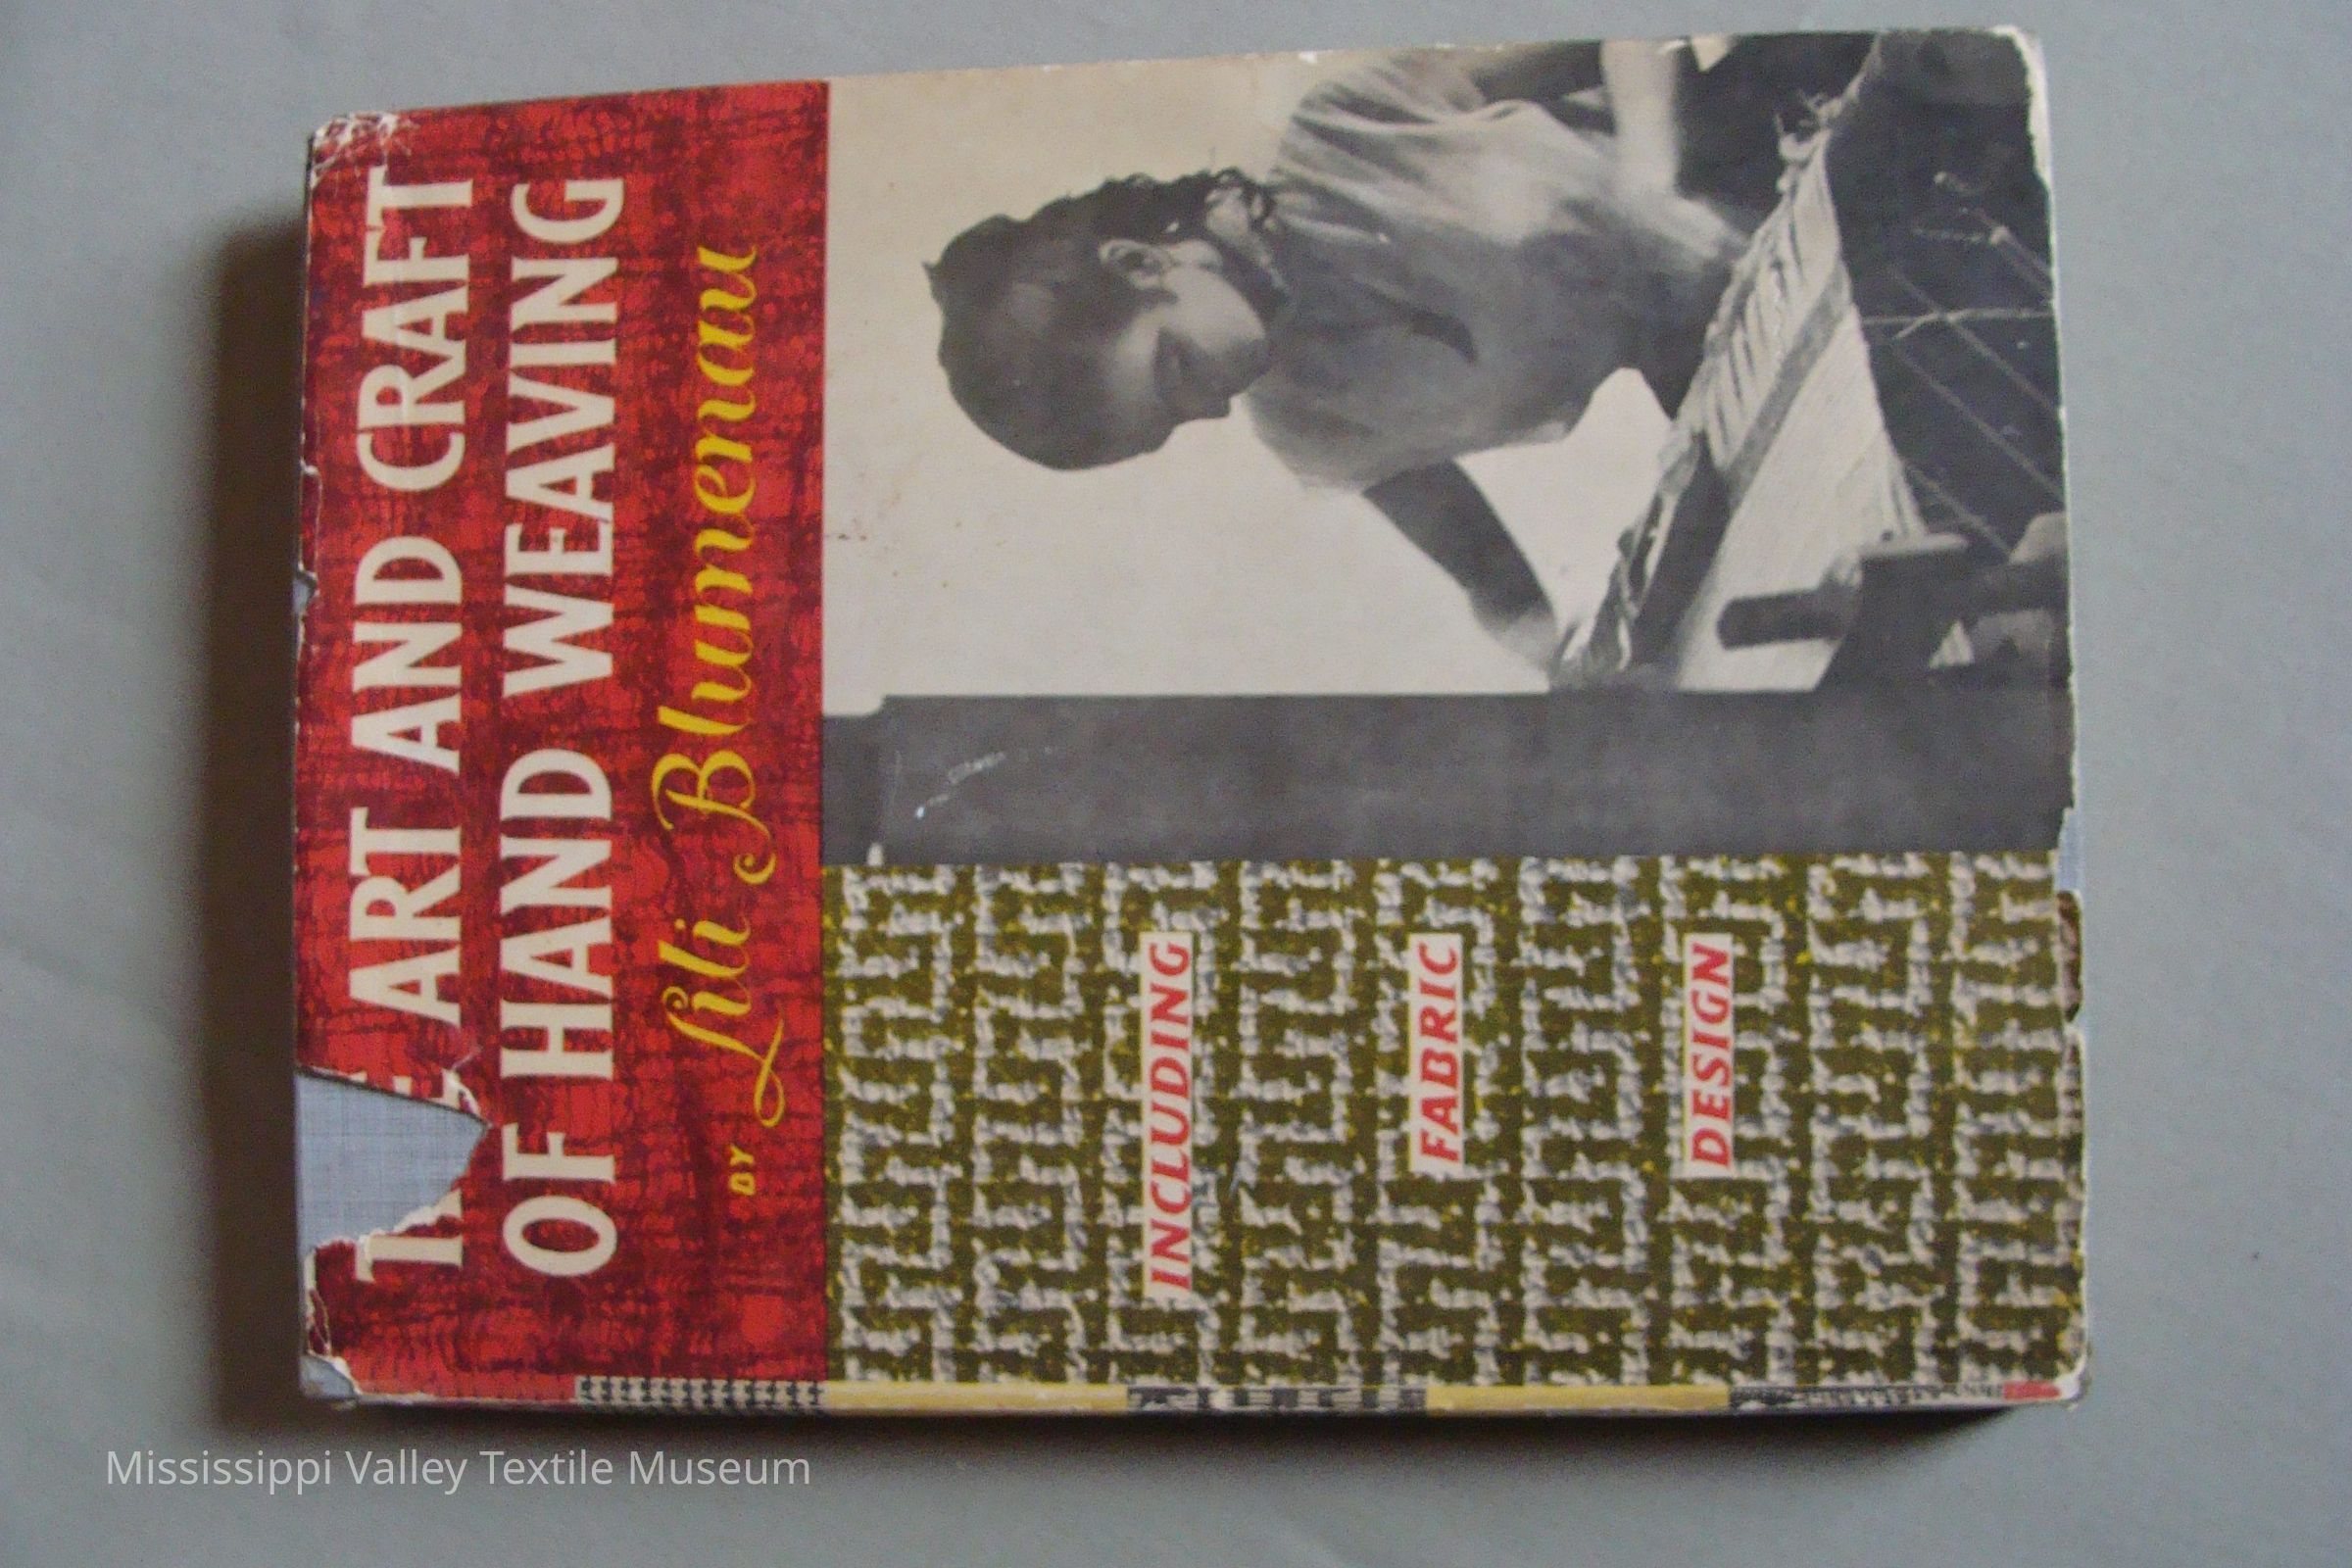 ART AND CRAFT
OF HAND WEAVING
BY Lili Blumenau
INCLUDING
FABRIC
DESIGN
Mississippi Valley Textile Museum